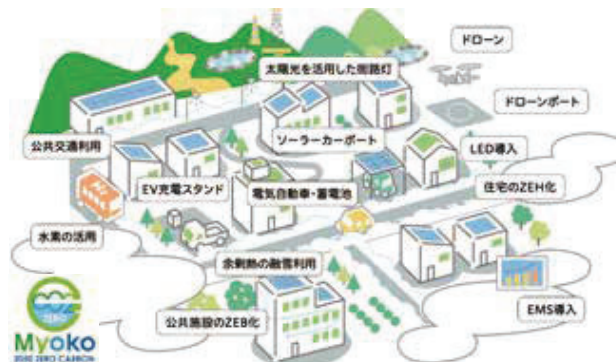 ドローン
太陽光を活用した街路灯
ドローンポート
公共交通利用
ソーラーカーポート
LED導入
EV充電スタンド
電気自動車・蓄電池
住宅のZEH化
水素の活用
余剰熱の融雪利用
EMS導入
公共施設のZEB化
ZERO
Myoko
2050 ZERO CARBON